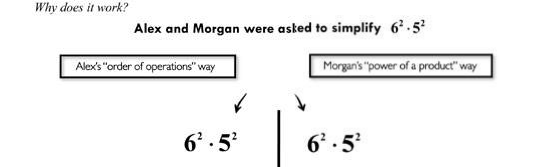 Why does it work?
Alex and Morgan were asked to simplify 6² · 5²
Alex's "order of operations" way
Morgan's "power of a product" way
6² · 5²
6² · 5²